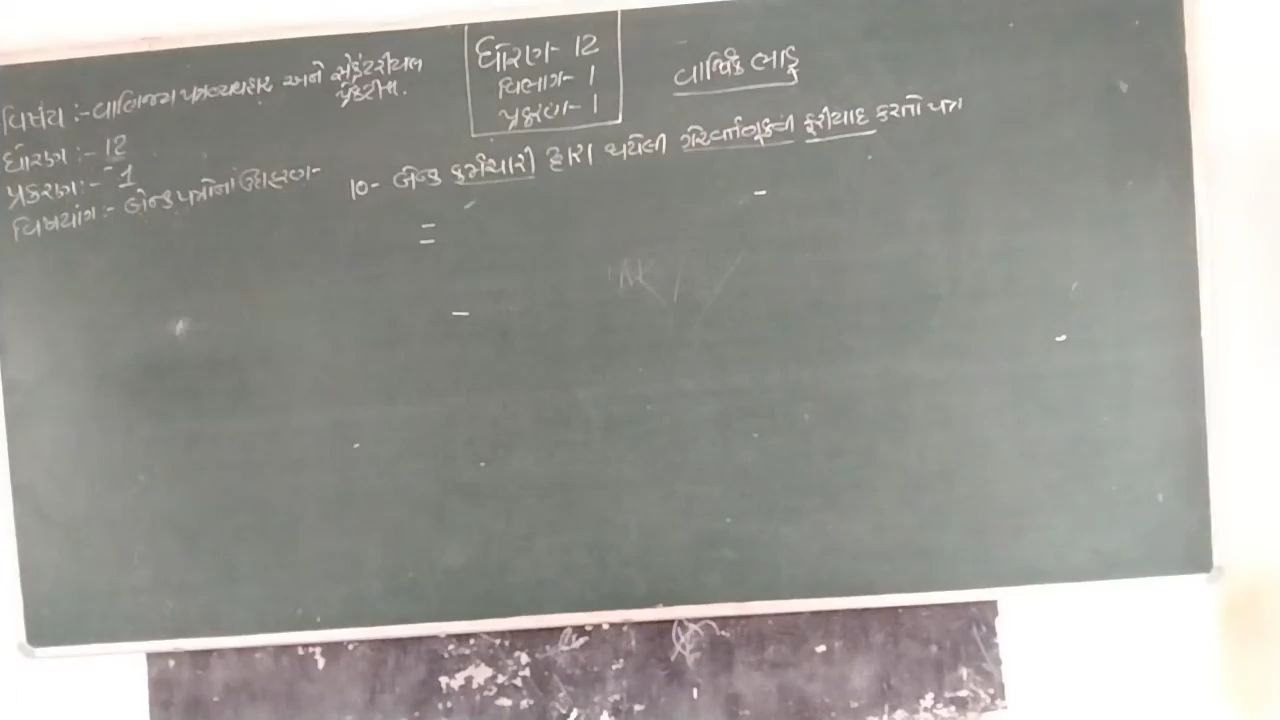 વિષય :- વાણિજ્ય પત્રવ્યવહાર અને સેક્રેટરીયલ
પ્રેક્ટીસ.
ધોરણ :- 12
પ્રકરણ :- 1
વિષયાંગ :- બેન્ક પત્રોનાં ઉદાહરણ -
ધોરણ- 12
વિભાગ- 1
પ્રકરણ- 1
વાર્ષિક ભાડુ
10- બેન્ક કર્મચારી દ્વારા થયેલી ગેરવર્તણૂકની ફરીયાદ કરતો પત્ર